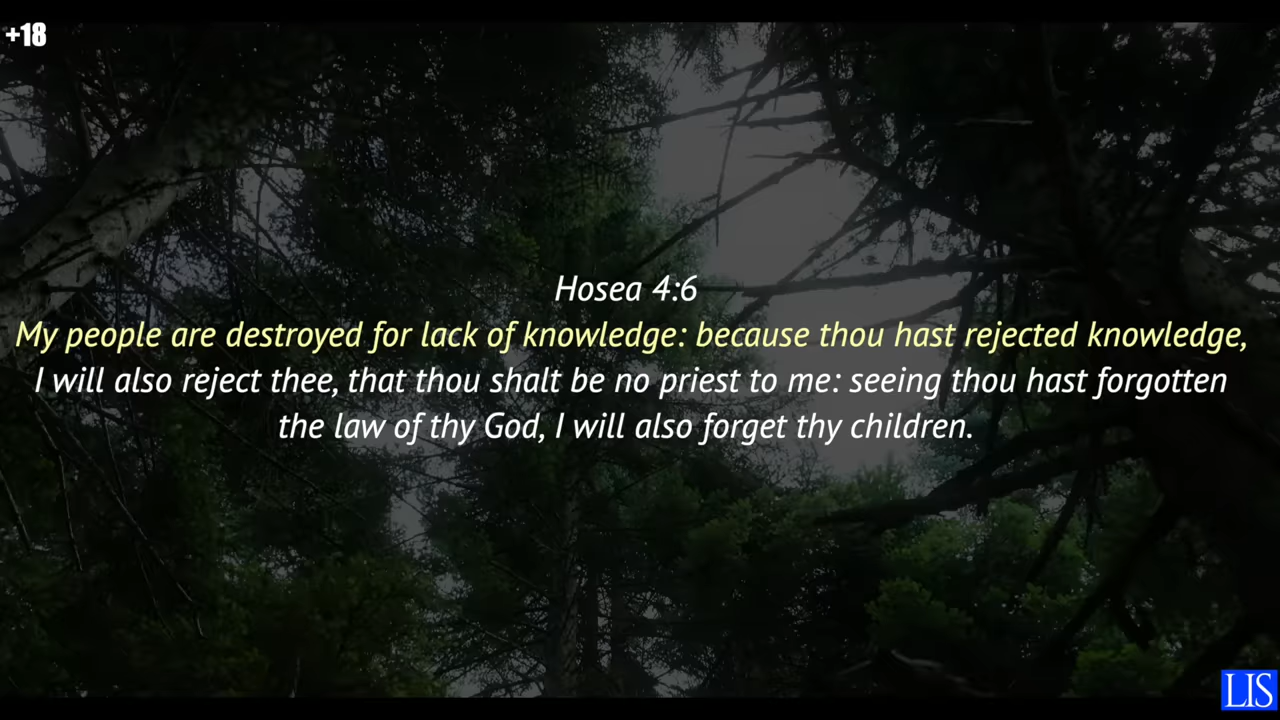 +18
Hosea 4:6
My people are destroyed for lack of knowledge: because thou hast rejected knowledge,
I will also reject thee, that thou shalt be no priest to me: seeing thou hast forgotten
the law of thy God, I will also forget thy children.
LIS